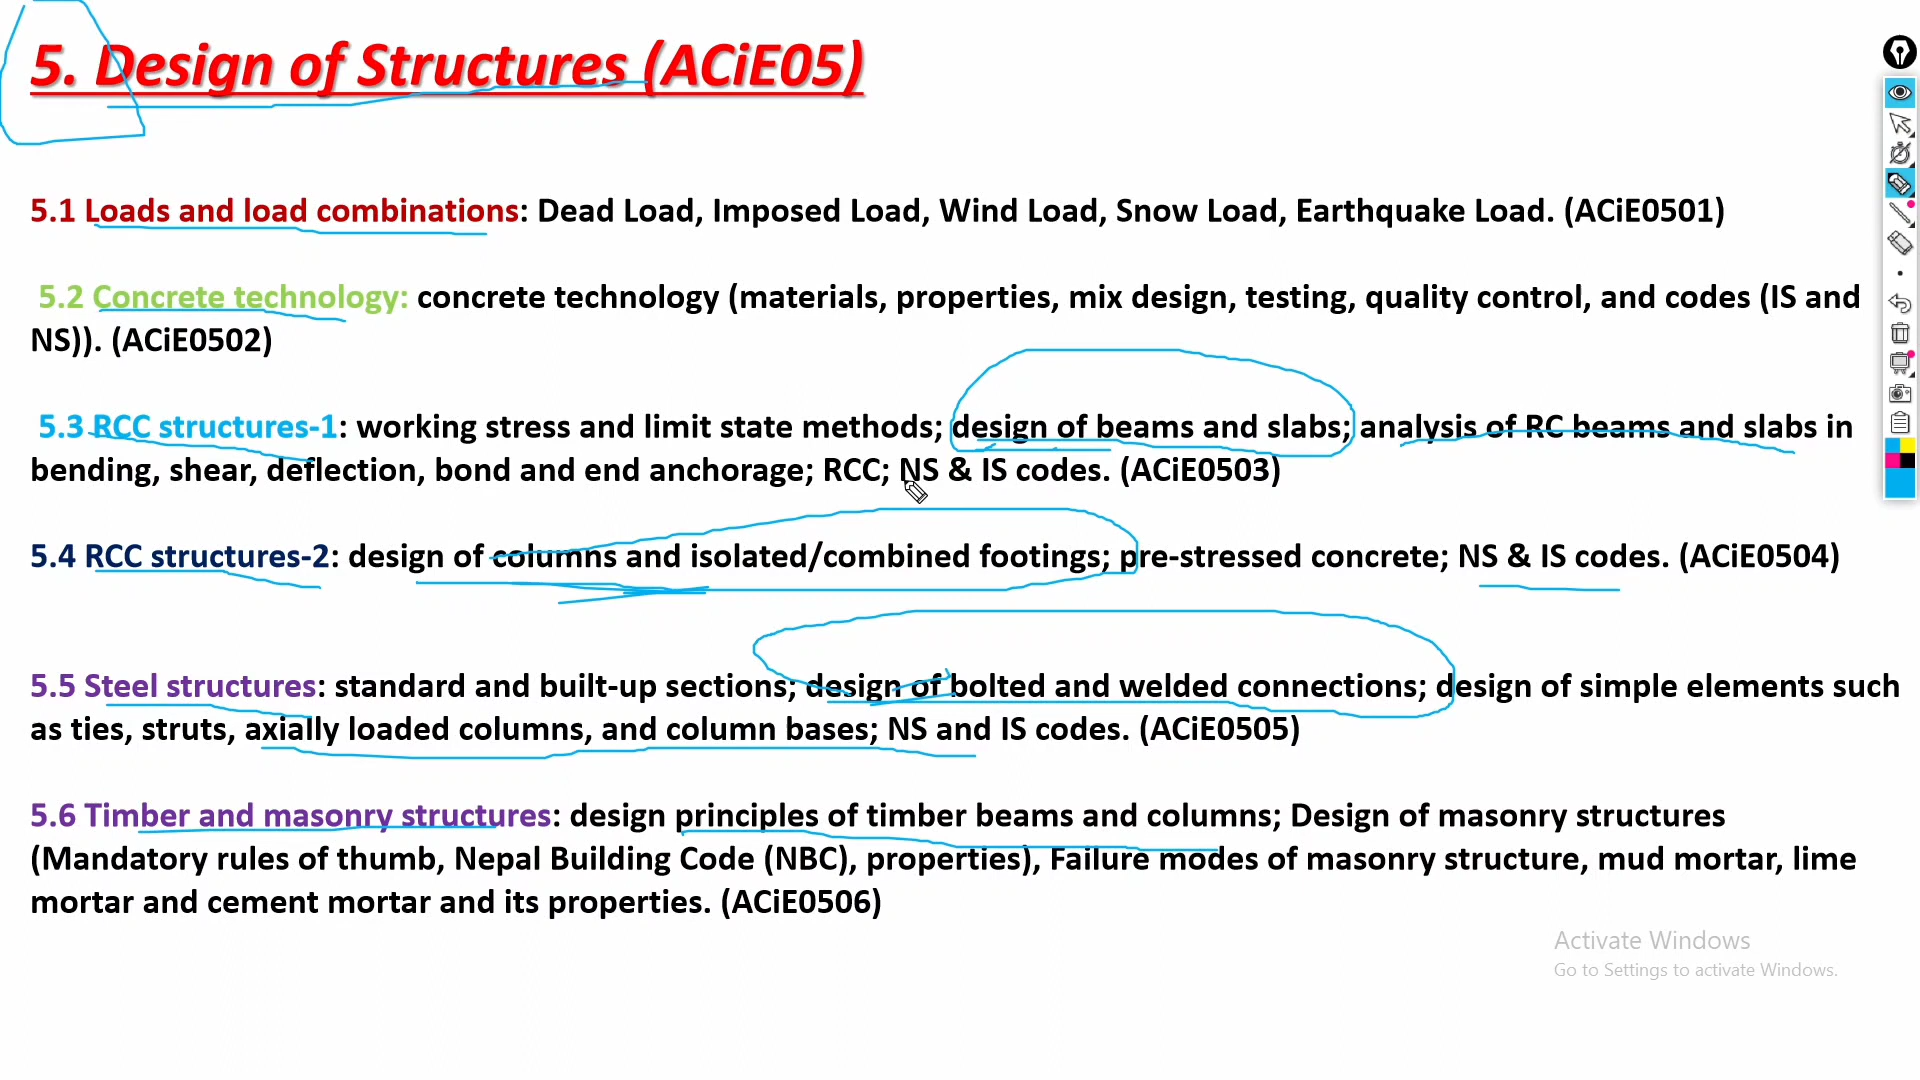 5. Design of Structures (ACiE05)
5.1 Loads and load combinations: Dead Load, Imposed Load, Wind Load, Snow Load, Earthquake Load. (ACiE0501)
5.2 Concrete technology: concrete technology (materials, properties, mix design, testing, quality control, and codes (IS and
NS)). (ACiE0502)
5.3 RCC structures-1: working stress and limit state methods; design of beams and slabs; analysis of RC beams and slabs in
bending, shear, deflection, bond and end anchorage; RCC; NS & IS codes. (ACiE0503)
5.4 RCC structures-2: design of columns and isolated/combined footings; pre-stressed concrete; NS & IS codes. (ACiE0504)
5.5 Steel structures: standard and built-up sections; design of bolted and welded connections; design of simple elements such
as ties, struts, axially loaded columns, and column bases; NS and IS codes. (ACiE0505)
5.6 Timber and masonry structures: design principles of timber beams and columns; Design of masonry structures
(Mandatory rules of thumb, Nepal Building Code (NBC), properties), Failure modes of masonry structure, mud mortar, lime
mortar and cement mortar and its properties. (ACiE0506)
Activate Windows
Go to Settings to activate Windows.